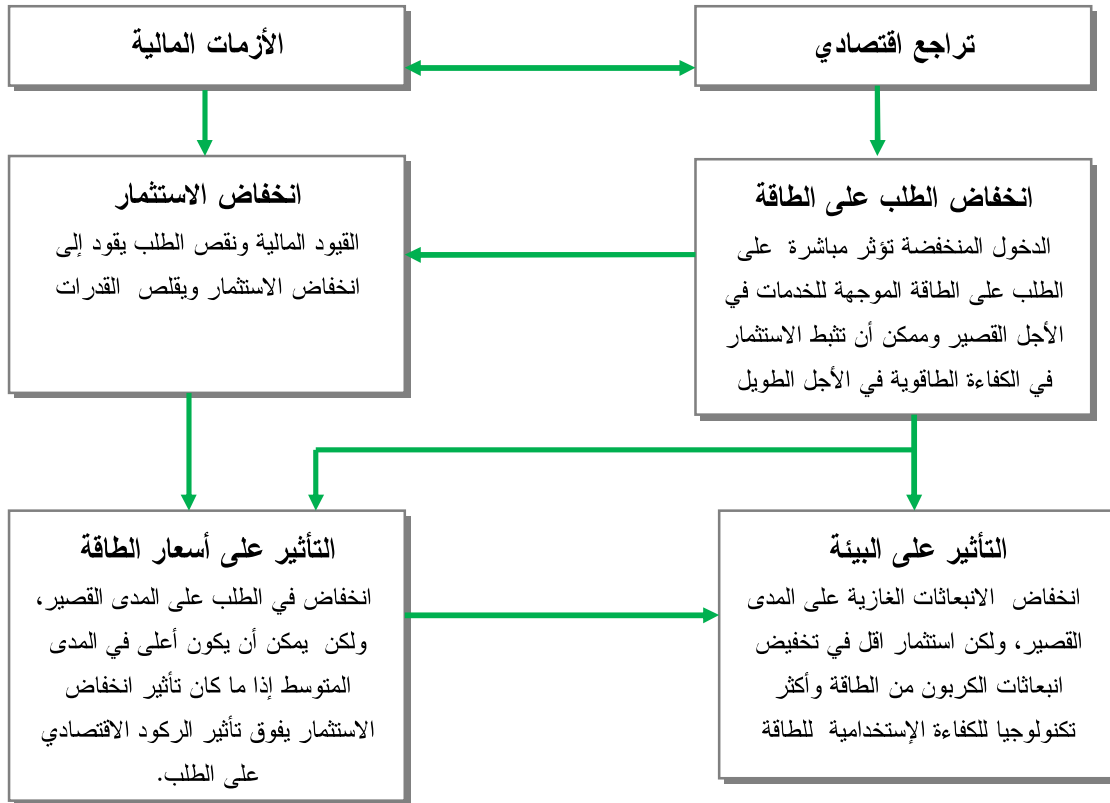 تراجع اقتصادي
الأزمات المالية
انخفاض الطلب على الطاقة
الدخول المنخفضة تؤثر مباشرة على
الطلب على الطاقة الموجهة للخدمات في
الأجل القصير وممكن أن تثبط الاستثمار
في الكفاءة الطاقوية في الأجل الطويل
انخفاض الاستثمار
القيود المالية ونقص الطلب يقود إلى
انخفاض الاستثمار ويقلص القدرات
التأثير على البيئة
انخفاض الانبعاثات الغازية على المدى
القصير، ولكن استثمار اقل في تخفيض
انبعاثات الكربون من الطاقة وأكثر
تكنولوجيا للكفاءة الإستخدامية للطاقة
التأثير على أسعار الطاقة
انخفاض في الطلب على المدى القصير،
ولكن يمكن أن يكون أعلى في المدى
المتوسط إذا ما كان تأثير انخفاض
الاستثمار يفوق تأثير الركود الاقتصادي
على الطلب.